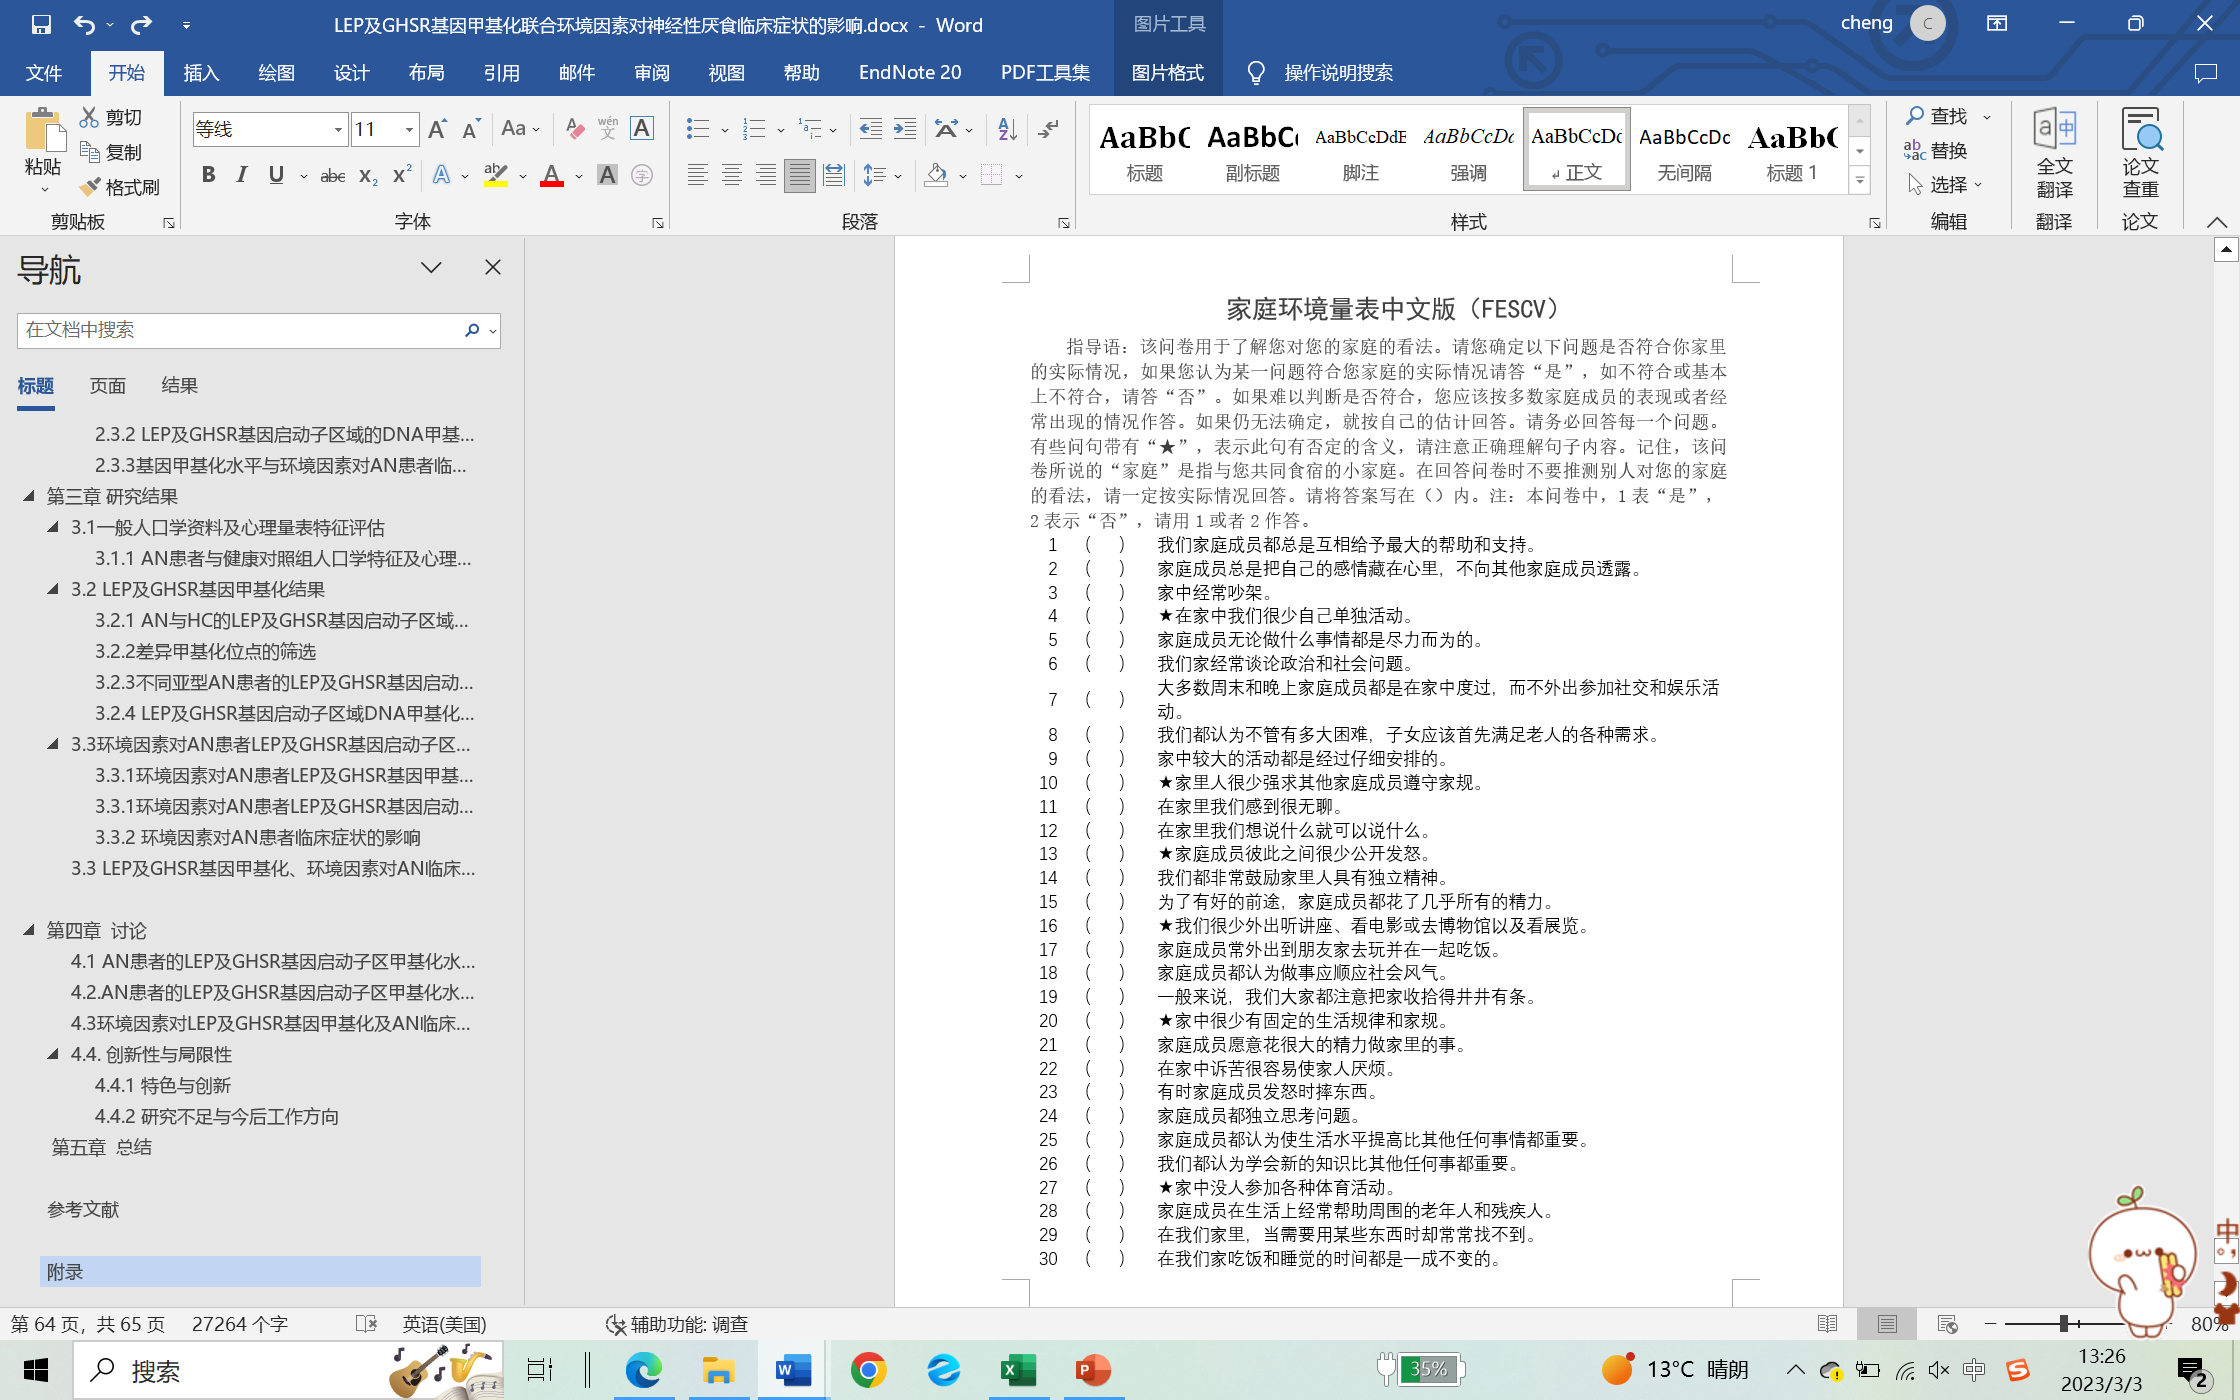 LEP及GHSR基因甲基化联合环境因素对神经性厌食临床症状的影响.docx - Word
图片工具
cheng
C
文件 开始 插入 绘图 设计 布局 引用 邮件 审阅 视图 帮助 EndNote 20 PDF工具集 图片格式 操作说明搜索
粘贴
剪切
复制
格式刷
剪贴板
等线 11
字体
段落
AaBbC AaBbCc AaBbCcDdE AaBbCcDc AaBbCcDc AaBbCcDc AaBbC
标题 副标题 脚注 强调 正文 无间隔 标题 1
样式
查找
替换
选择
编辑
全文
翻译
翻译
论文
查重
论文
导航
在文档中搜索
标题 页面 结果
2.3.2 LEP及GHSR基因启动子区域的DNA甲基...
2.3.3基因甲基化水平与环境因素对AN患者临...
第三章 研究结果
3.1一般人口学资料及心理量表特征评估
3.1.1 AN患者与健康对照组人口学特征及心理...
3.2 LEP及GHSR基因甲基化结果
3.2.1 AN与HC的LEP及GHSR基因启动子区域...
3.2.2差异甲基化位点的筛选
3.2.3不同亚型AN患者的LEP及GHSR基因启动...
3.2.4 LEP及GHSR基因启动子区域DNA甲基化...
3.3环境因素对AN患者LEP及GHSR基因启动子区...
3.3.1环境因素对AN患者LEP及GHSR基因甲基...
3.3.1环境因素对AN患者LEP及GHSR基因启动...
3.3.2 环境因素对AN患者临床症状的影响
3.3 LEP及GHSR基因甲基化、环境因素对AN临床...
第四章 讨论
4.1 AN患者的LEP及GHSR基因启动子区甲基化水...
4.2.AN患者的LEP及GHSR基因启动子区甲基化水...
4.3环境因素对LEP及GHSR基因甲基化及AN临床...
4.4. 创新性与局限性
4.4.1 特色与创新
4.4.2 研究不足与今后工作方向
第五章 总结
参考文献
附录
家庭环境量表中文版（FESCV）
指导语：该问卷用于了解您对您的家庭的看法。请您确定以下问题是否符合你家里
的实际情况，如果您认为某一问题符合您家庭的实际情况请答“是”，如不符合或基本
上不符合，请答“否”。如果难以判断是否符合，您应该按多数家庭成员的表现或者经
常出现的情况作答。如果仍无法确定，就按自己的估计回答。请务必回答每一个问题。
有些问句带有“★”，表示此句有否定的含义，请注意正确理解句子内容。记住，该问
卷所说的“家庭”是指与您共同食宿的小家庭。在回答问卷时不要推测别人对您的家庭
的看法，请一定按实际情况回答。请将答案写在（）内。注：本问卷中，1 表“是”，
2 表示“否”，请用 1 或者 2 作答。
1 （ ） 我们家庭成员都总是互相给予最大的帮助和支持。
2 （ ） 家庭成员总是把自己的感情藏在心里，不向其他家庭成员透露。
3 （ ） 家中经常吵架。
4 （ ） ★在家中我们很少自己单独活动。
5 （ ） 家庭成员无论做什么事情都是尽力而为的。
6 （ ） 我们家经常谈论政治和社会问题。
7 （ ） 大多数周末和晚上家庭成员都是在家中度过，而不外出参加社交和娱乐活
动。
8 （ ） 我们都认为不管有多大困难，子女应该首先满足老人的各种需求。
9 （ ） 家中较大的活动都是经过仔细安排的。
10 （ ） ★家里人很少强求其他家庭成员遵守家规。
11 （ ） 在家里我们感到很无聊。
12 （ ） 在家里我们想说什么就可以说什么。
13 （ ） ★家庭成员彼此之间很少公开发怒。
14 （ ） 我们都非常鼓励家里人具有独立精神。
15 （ ） 为了有好的前途，家庭成员都花了几乎所有的精力。
16 （ ） ★我们很少外出听讲座、看电影或去博物馆以及看展览。
17 （ ） 家庭成员常外出到朋友家去玩并在一起吃饭。
18 （ ） 家庭成员都认为做事应顺应社会风气。
19 （ ） 一般来说，我们大家都注意把家收拾得井井有条。
20 （ ） ★家中很少有固定的生活规律和家规。
21 （ ） 家庭成员愿意花很大的精力做家里的事。
22 （ ） 在家中诉苦很容易使家人厌烦。
23 （ ） 有时家庭成员发怒时摔东西。
24 （ ） 家庭成员都独立思考问题。
25 （ ） 家庭成员都认为使生活水平提高比其他任何事情都重要。
26 （ ） 我们都认为学会新的知识比其他任何事都重要。
27 （ ） ★家中没人参加各种体育活动。
28 （ ） 家庭成员在生活上经常帮助周围的老年人和残疾人。
29 （ ） 在我们家里，当需要用某些东西时却常常找不到。
30 （ ） 在我们家吃饭和睡觉的时间都是一成不变的。
中
第 64 页，共 65 页 27264 个字 英语(美国) 辅助功能: 调查 80%
搜索
35%
13°C 晴朗
中
13:26
2023/3/3
2